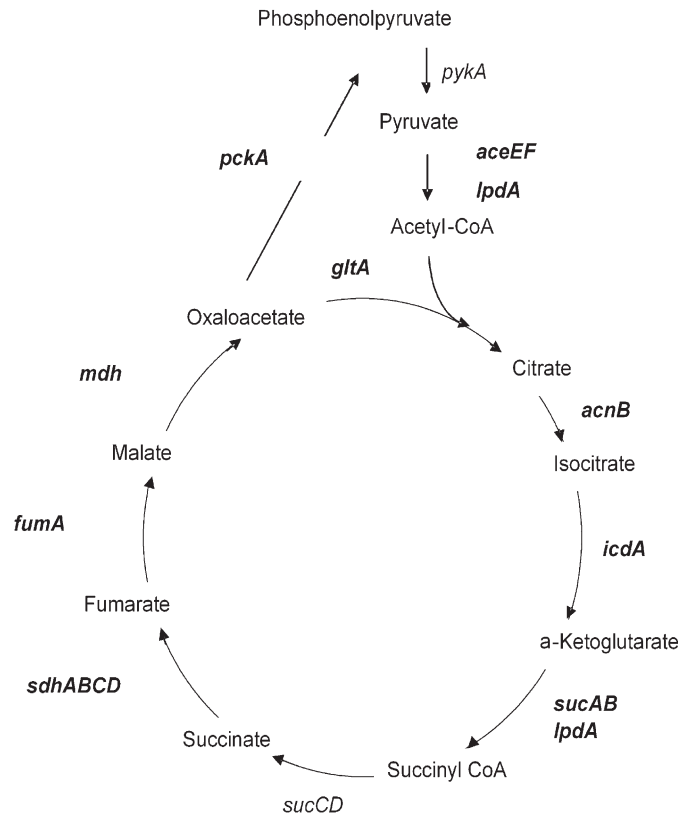 Phosphoenolpyruvate
pykA
Pyruvate
pckA
aceEF
lpdA
Acetyl-CoA
gltA
Oxaloacetate
Citrate
mdh
acnB
Malate
Isocitrate
fumA
icdA
Fumarate
a-Ketoglutarate
sdhABCD
sucAB
lpdA
Succinate
Succinyl CoA
sucCD